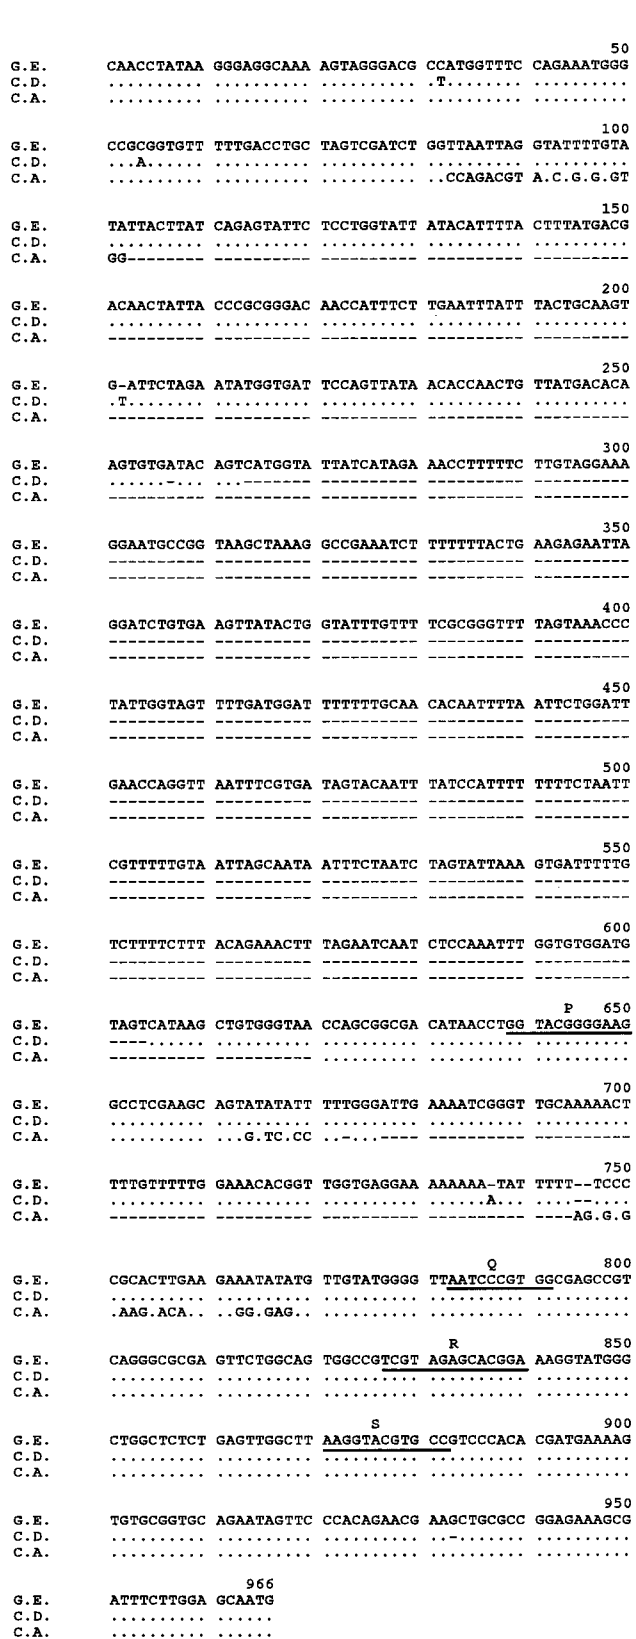 50
G.E. CAACCTATAA GGGAGGCAAA AGTAGGGACG CCATGGTTTC CAGAAATGGG
C.D. .......... .......... .......... .T........ ..........
C.A. .......... .......... .......... .......... ..........
100
G.E. CCGCGGTGTT TTTGACCTGC TAGTCGATCT GGTTAATTAG GTATTTTGTA
C.D. ...A...... .......... .......... .......... ..........
C.A. .......... .......... .......... ..CCAGACGT A.C.G.G.GT
150
G.E. TATTACTTAT CAGAGTATTC TCCTGGTATT ATACATTTTA CTTTATGACG
C.D. .......... .......... .......... .......... ..........
C.A. GG-------- ---------- ---------- ---------- ----------
200
G.E. ACAACTATTA CCCGCGGGAC AACCATTTCT TGAATTTATT TACTGCAAGT
C.D. .......... .......... .......... .......... ..........
C.A. ---------- ---------- ---------- ---------- ----------
250
G.E. G-ATTCTAGA ATATGGTGAT TCCAGTTATA ACACCAACTG TTATGACACA
C.D. .T........ .......... .......... .......... ..........
C.A. ---------- ---------- ---------- ---------- ----------
300
G.E. AGTGTGATAC AGTCATGGTA TTATCATAGA AACCTTTTTC TTGTAGGAAA
C.D. ......-... ...------- ---------- ---------- ----------
C.A. ---------- ---------- ---------- ---------- ----------
350
G.E. GGAATGCCGG TAAGCTAAAG GCCGAAATCT TTTTTTACTG AAGAGAATTA
C.D. ---------- ---------- ---------- ---------- ----------
C.A. ---------- ---------- ---------- ---------- ----------
400
G.E. GGATCTGTGA AGTTATACTG GTATTTGTTT TCGCGGGTTT TAGTAAACCC
C.D. ---------- ---------- ---------- ---------- ----------
C.A. ---------- ---------- ---------- ---------- ----------
450
G.E. TATTGGTAGT TTTGATGGAT TTTTTTGCAA CACAATTTTA ATTCTGGATT
C.D. ---------- ---------- ---------- ---------- ----------
C.A. ---------- ---------- ---------- ---------- ----------
500
G.E. GAACCAGGTT AATTTCGTGA TAGTACAATT TATCCATTTT TTTTCTAATT
C.D. ---------- ---------- ---------- ---------- ----------
C.A. ---------- ---------- ---------- ---------- ----------
550
G.E. CGTTTTTGTA ATTAGCAATA ATTTCTAATC TAGTATTAAA GTGATTTTTG
C.D. ---------- ---------- ---------- ---------- ----------
C.A. ---------- ---------- ---------- ---------- ----------
600
G.E. TCTTTTCTTT ACAGAAACTT TAGAATCAAT CTCCAAATTT GGTGTGGATG
C.D. ---------- ---------- ---------- ---------- ----------
C.A. ---------- ---------- ---------- ---------- ----------
P 650
G.E. TAGTCATAAG CTGTGGGTAA CCAGCGGCGA CATAACCTGG TACGGGGAAG
C.D. ----...... .......... .......... .......... ..........
C.A. ---------- ---------- .......... .......... ..........
700
G.E. GCCTCGAAGC AGTATATATT TTTGGGATTG AAAATCGGGT TGCAAAAACT
C.D. .......... .......... .......... .......... ..........
C.A. .......... ...G.TC.CC ..-...---- ---------- ----------
750
G.E. TTTGTTTTTG GAAACACGGT TGGTGAGGAA AAAAAA-TAT TTTT--TCCC
C.D. .......... .......... .......... ......A... ....--....
C.A. ---------- ---------- ---------- ---------- ----AG.G.G
Q 800
G.E. CGCACTTGAA GAAATATATG TTGTATGGGG TTAATCCCGT GGCGAGCCGT
C.D. .......... .......... .......... .......... ..........
C.A. .AAG.ACA.. ..GG.GAG.. .......... .......... ..........
R 850
G.E. CAGGGCGCGA GTTCTGGCAG TGGCCGTCGT AGAGCACGGA AAGGTATGGG
C.D. .......... .......... .......... .......... ..........
C.A. .......... .......... .......... .......... ..........
S 900
G.E. CTGGCTCTCT GAGTTGGCTT AAGGTACGTG CCGTCCCACA CGATGAAAAG
C.D. .......... .......... .......... .......... ..........
C.A. .......... .......... .......... .......... ..........
950
G.E. TGTGCGGTGC AGAATAGTTC CCACAGAACG AAGCTGCGCC GGAGAAAGCG
C.D. .......... .......... .......... ..-....... ..........
C.A. .......... .......... .......... .......... ..........
966
G.E. ATTTCTTGGA GCAATG
C.D. .......... ......
C.A. .......... ......